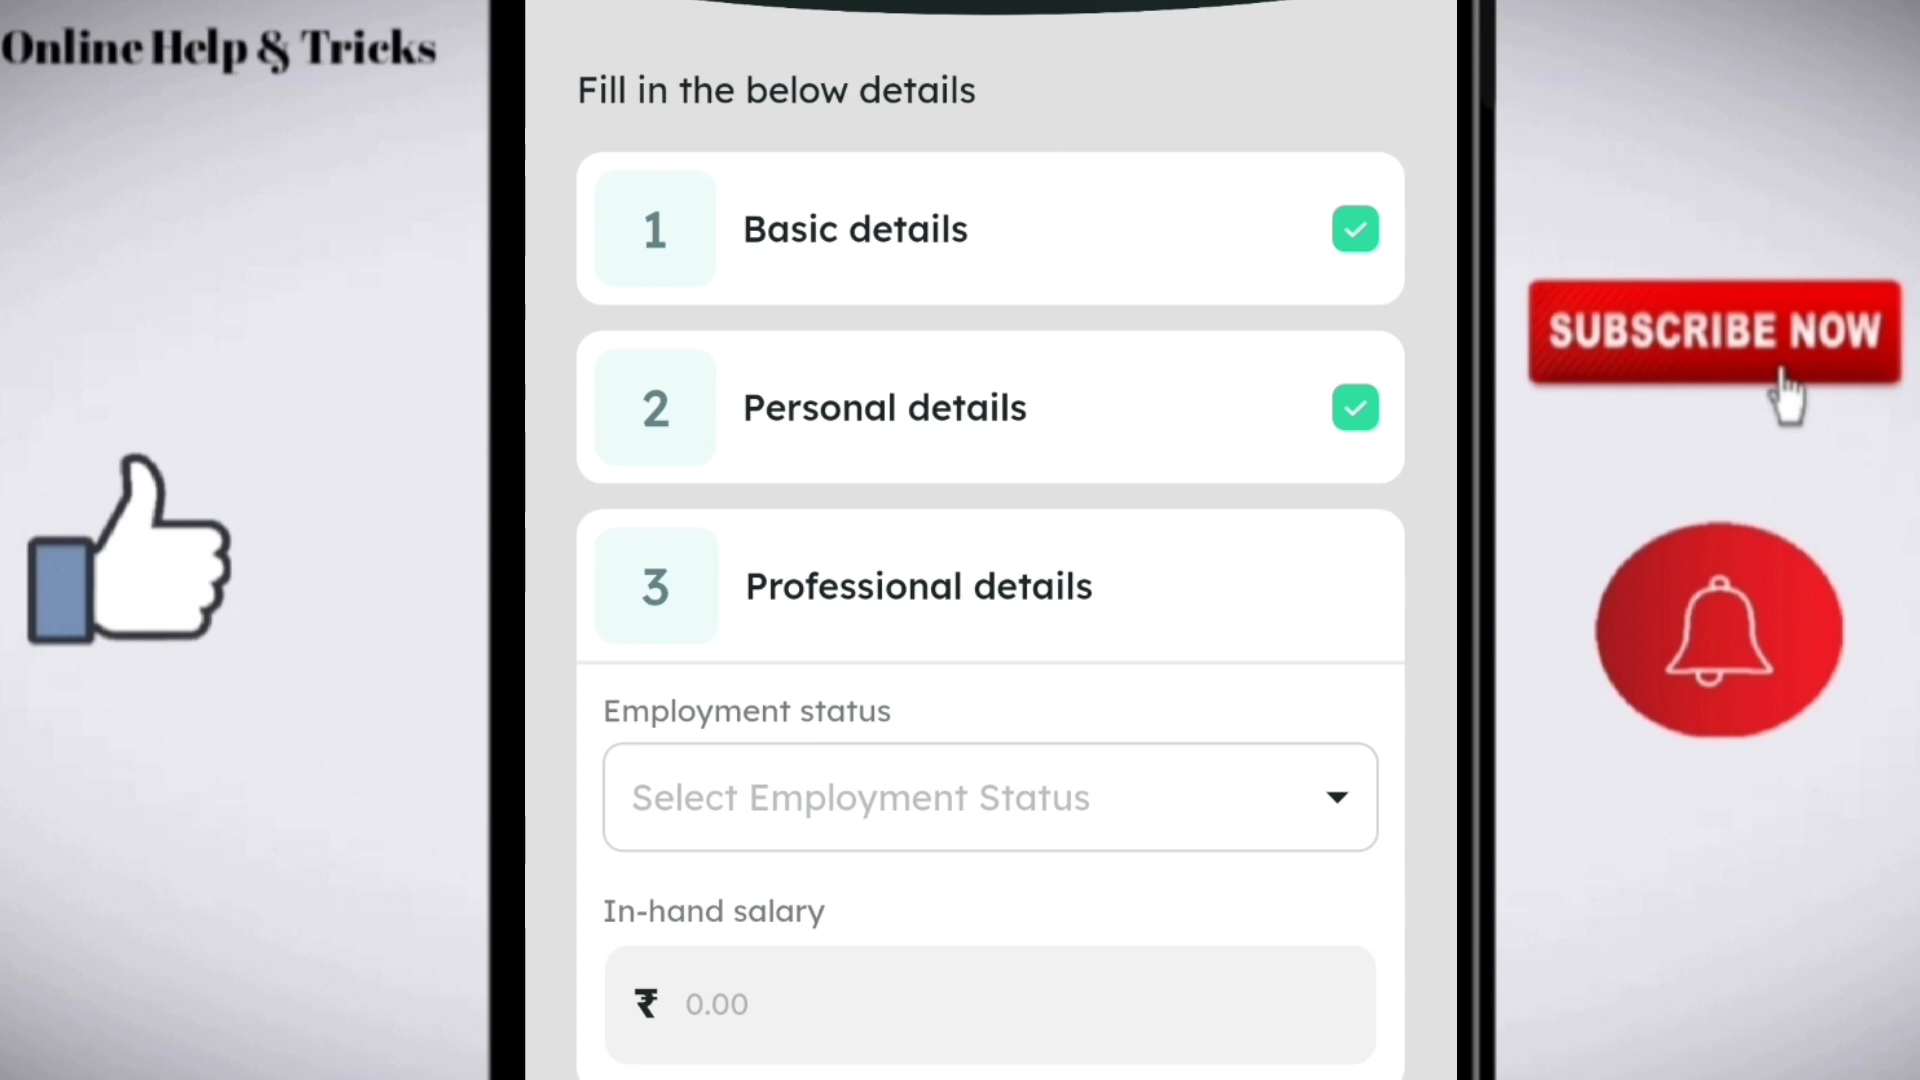 Online Help & Tricks
Fill in the below details
1 Basic details
2 Personal details
SUBSCRIBE NOW
3 Professional details
Employment status
Select Employment Status
In-hand salary
₹ 0.00